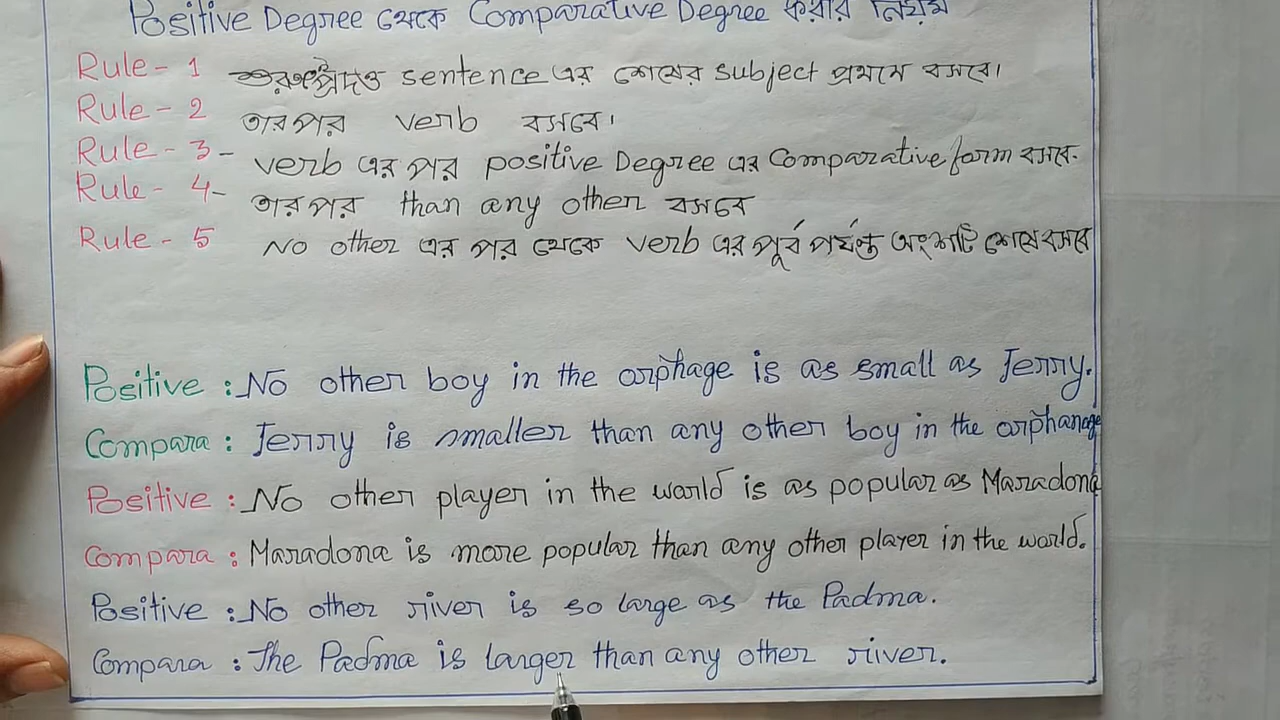 Positive Degree থেকে Comparative Degree করার নিয়ম
Rule - 1 প্রদত্ত sentence এর শেষের subject প্রথমে বসবে।
Rule - 2 তারপর verb বসবে।
Rule - 3 - verb এর পর positive Degree এর Comparative form বসবে.
Rule - 4 - তারপর than any other বসবে
Rule - 5 No other এর পর থেকে verb এর পূর্ব পর্যন্ত অংশটি শেষে বসবে
Positive : No other boy in the orphage is as small as Jerry.
Compara : Jerry is smaller than any other boy in the orphanage
Positive : No other player in the world is as popular as Maradona
Compara : Maradona is more popular than any other player in the world.
Positive : No other river is so large as the Padma.
Compara : The Padma is larger than any other river.